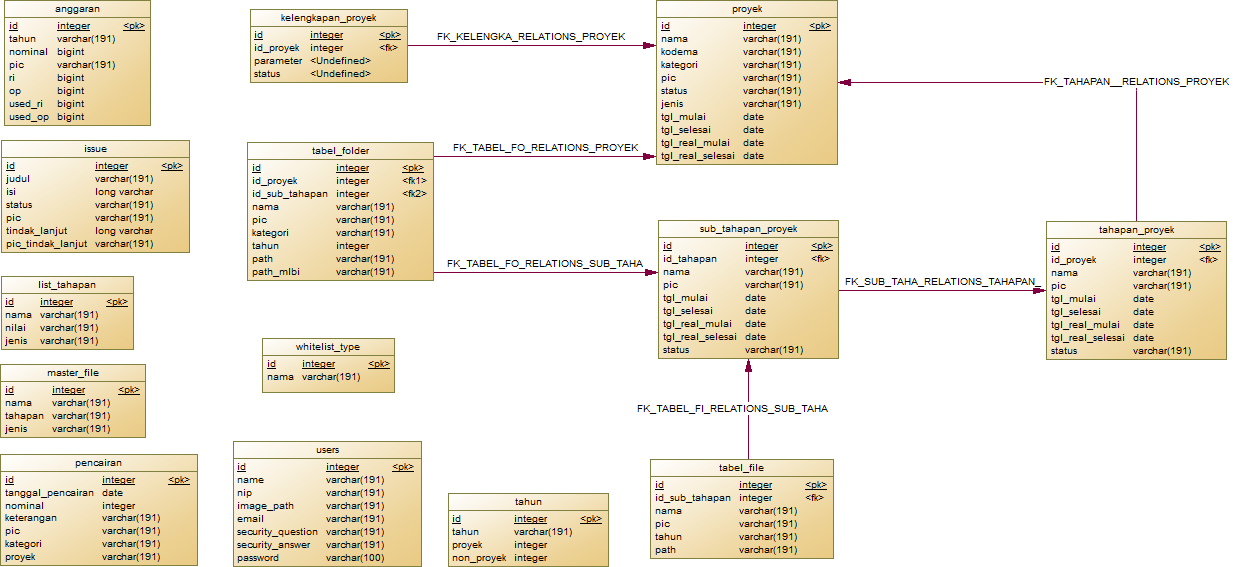 anggaran
id integer <pk>
tahun varchar(191)
nominal bigint
pic varchar(191)
ri bigint
op bigint
used_ri bigint
used_op bigint
kelengkapan_proyek
id integer <pk>
id_proyek integer <fk>
parameter <Undefined>
status <Undefined>
FK_KELENGKA_RELATIONS_PROYEK
proyek
id integer <pk>
nama varchar(191)
kodema varchar(191)
kategori varchar(191)
pic varchar(191)
status varchar(191)
jenis varchar(191)
tgl_mulai date
tgl_selesai date
tgl_real_mulai date
tgl_real_selesai date
FK_TAHAPAN__RELATIONS_PROYEK
issue
id integer <pk>
judul varchar(191)
isi long varchar
status varchar(191)
pic varchar(191)
tindak_lanjut long varchar
pic_tindak_lanjut varchar(191)
tabel_folder
id integer <pk>
id_proyek integer <fk1>
id_sub_tahapan integer <fk2>
nama varchar(191)
pic varchar(191)
kategori varchar(191)
tahun integer
path varchar(191)
path_mlbi varchar(191)
FK_TABEL_FO_RELATIONS_PROYEK
FK_TABEL_FO_RELATIONS_SUB_TAHA
sub_tahapan_proyek
id integer <pk>
id_tahapan integer <fk>
nama varchar(191)
pic varchar(191)
tgl_mulai date
tgl_selesai date
tgl_real_mulai date
tgl_real_selesai date
status varchar(191)
FK_SUB_TAHA_RELATIONS_TAHAPAN_
tahapan_proyek
id integer <pk>
id_proyek integer <fk>
nama varchar(191)
pic varchar(191)
tgl_mulai date
tgl_selesai date
tgl_real_mulai date
tgl_real_selesai date
status varchar(191)
list_tahapan
id integer <pk>
nama varchar(191)
nilai varchar(191)
jenis varchar(191)
whitelist_type
id integer <pk>
nama varchar(191)
master_file
id integer <pk>
nama varchar(191)
tahapan varchar(191)
jenis varchar(191)
FK_TABEL_FI_RELATIONS_SUB_TAHA
pencairan
id integer <pk>
tanggal_pencairan date
nominal integer
keterangan varchar(191)
pic varchar(191)
kategori varchar(191)
proyek varchar(191)
users
id integer <pk>
name varchar(191)
nip varchar(191)
image_path varchar(191)
email varchar(191)
security_question varchar(191)
security_answer varchar(191)
password varchar(100)
tahun
id integer <pk>
tahun varchar(191)
proyek integer
non_proyek integer
tabel_file
id integer <pk>
id_sub_tahapan integer <fk>
nama varchar(191)
pic varchar(191)
tahun varchar(191)
path varchar(191)